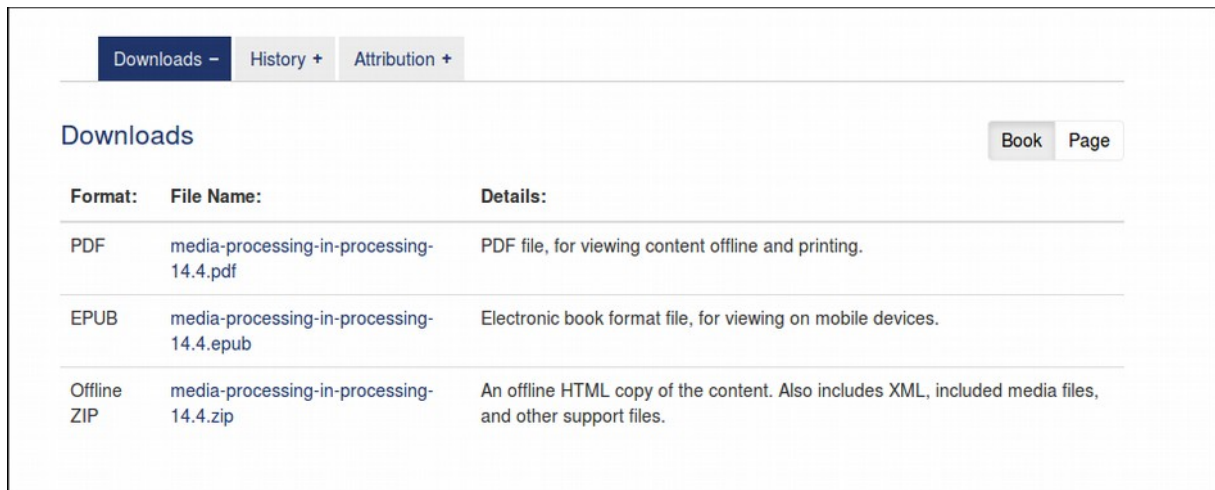 Downloads – History + Attribution +
Downloads
Book Page
Format: File Name: Details:
PDF media-processing-in-processing- PDF file, for viewing content offline and printing.
14.4.pdf
EPUB media-processing-in-processing- Electronic book format file, for viewing on mobile devices.
14.4.epub
Offline media-processing-in-processing- An offline HTML copy of the content. Also includes XML, included media files,
ZIP 14.4.zip and other support files.